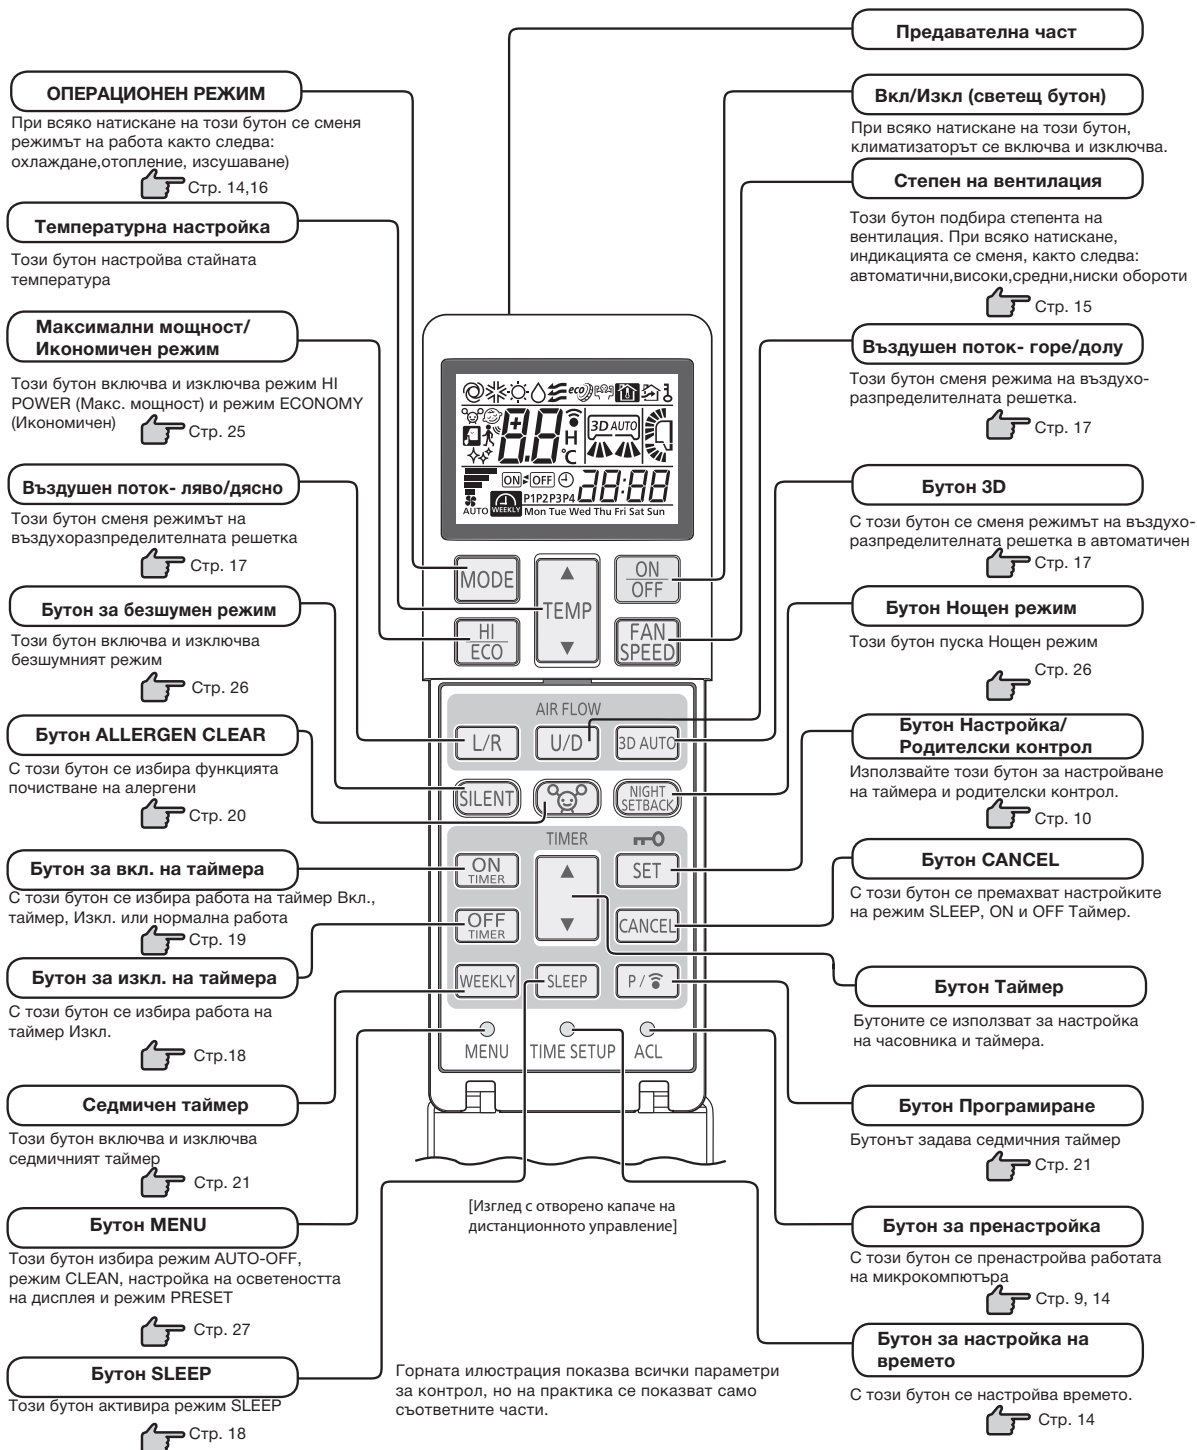 Предавателна част
ОПЕРАЦИОНЕН РЕЖИМ
При всяко натискане на този бутон се сменя
режимът на работа както следва:
охлаждане,отопление, изсушаване)
Стр. 14,16
Температурна настройка
Този бутон настройва стайната
температура
Максимални мощност/
Икономичен режим
Този бутон включва и изключва режим HI
POWER (Макс. мощност) и режим ECONOMY
(Икономичен)
Стр. 25
Въздушен поток- ляво/дясно
Този бутон сменя режимът на
въздухоразпределителната решетка
Стр. 17
Бутон за безшумен режим
Този бутон включва и изключва
безшумният режим
Стр. 26
Бутон ALLERGEN CLEAR
С този бутон се избира функцията
почистване на алергени
Стр. 20
Бутон за вкл. на таймера
С този бутон се избира работа на таймер Вкл.,
таймер, Изкл. или нормална работа
Стр. 19
Бутон за изкл. на таймера
С този бутон се избира работа на
таймер Изкл.
Стр.18
Седмичен таймер
Този бутон включва и изключва
седмичният таймер
Стр. 21
Бутон MENU
Този бутон избира режим AUTO-OFF,
режим CLEAN, настройка на осветеността
на дисплея и режим PRESET
Стр. 27
Бутон SLEEP
Този бутон активира режим SLEEP
Стр. 18
eco
8.8
H
°C
3D AUTO
ON OFF
88:88
P1P2P3P4
AUTO WEEKLY Mon Tue Wed Thu Fri Sat Sun
MODE
TEMP
ON
OFF
HI
ECO
FAN
SPEED
AIR FLOW
L/R
U/D
3D AUTO
SILENT
NIGHT
SETBACK
TIMER
ON
TIMER
SET
OFF
TIMER
CANCEL
WEEKLY
SLEEP
P/
MENU
TIME SETUP
ACL
[Изглед с отворено капаче на
дистанционното управление]
Горната илюстрация показва всички параметри
за контрол, но на практика се показват само
съответните части.
Вкл/Изкл (светещ бутон)
При всяко натискане на този бутон,
климатизаторът се включва и изключва.
Степен на вентилация
Този бутон подбира степента на
вентилация. При всяко натискане,
индикацията се сменя, както следва:
автоматични,високи,средни,ниски обороти
Стр. 15
Въздушен поток- горе/долу
Този бутон сменя режима на въздухо-
разпределителната решетка.
Стр. 17
Бутон 3D
С този бутон се сменя режимът на въздухо-
разпределителната решетка в автоматичен
Стр. 17
Бутон Нощен режим
Този бутон пуска Нощен режим
Стр. 26
Бутон Настройка/
Родителски контрол
Използвайте този бутон за настройване
на таймера и родителски контрол.
Стр. 10
Бутон CANCEL
С този бутон се премахват настройките
на режим SLEEP, ON и OFF Таймер.
Бутон Таймер
Бутоните се използват за настройка
на часовника и таймера.
Бутон Програмиране
Бутонът задава седмичния таймер
Стр. 21
Бутон за пренастройка
С този бутон се пренастройва работата
на микрокомпютъра
Стр. 9, 14
Бутон за настройка на
времето
С този бутон се настройва времето.
Стр. 14